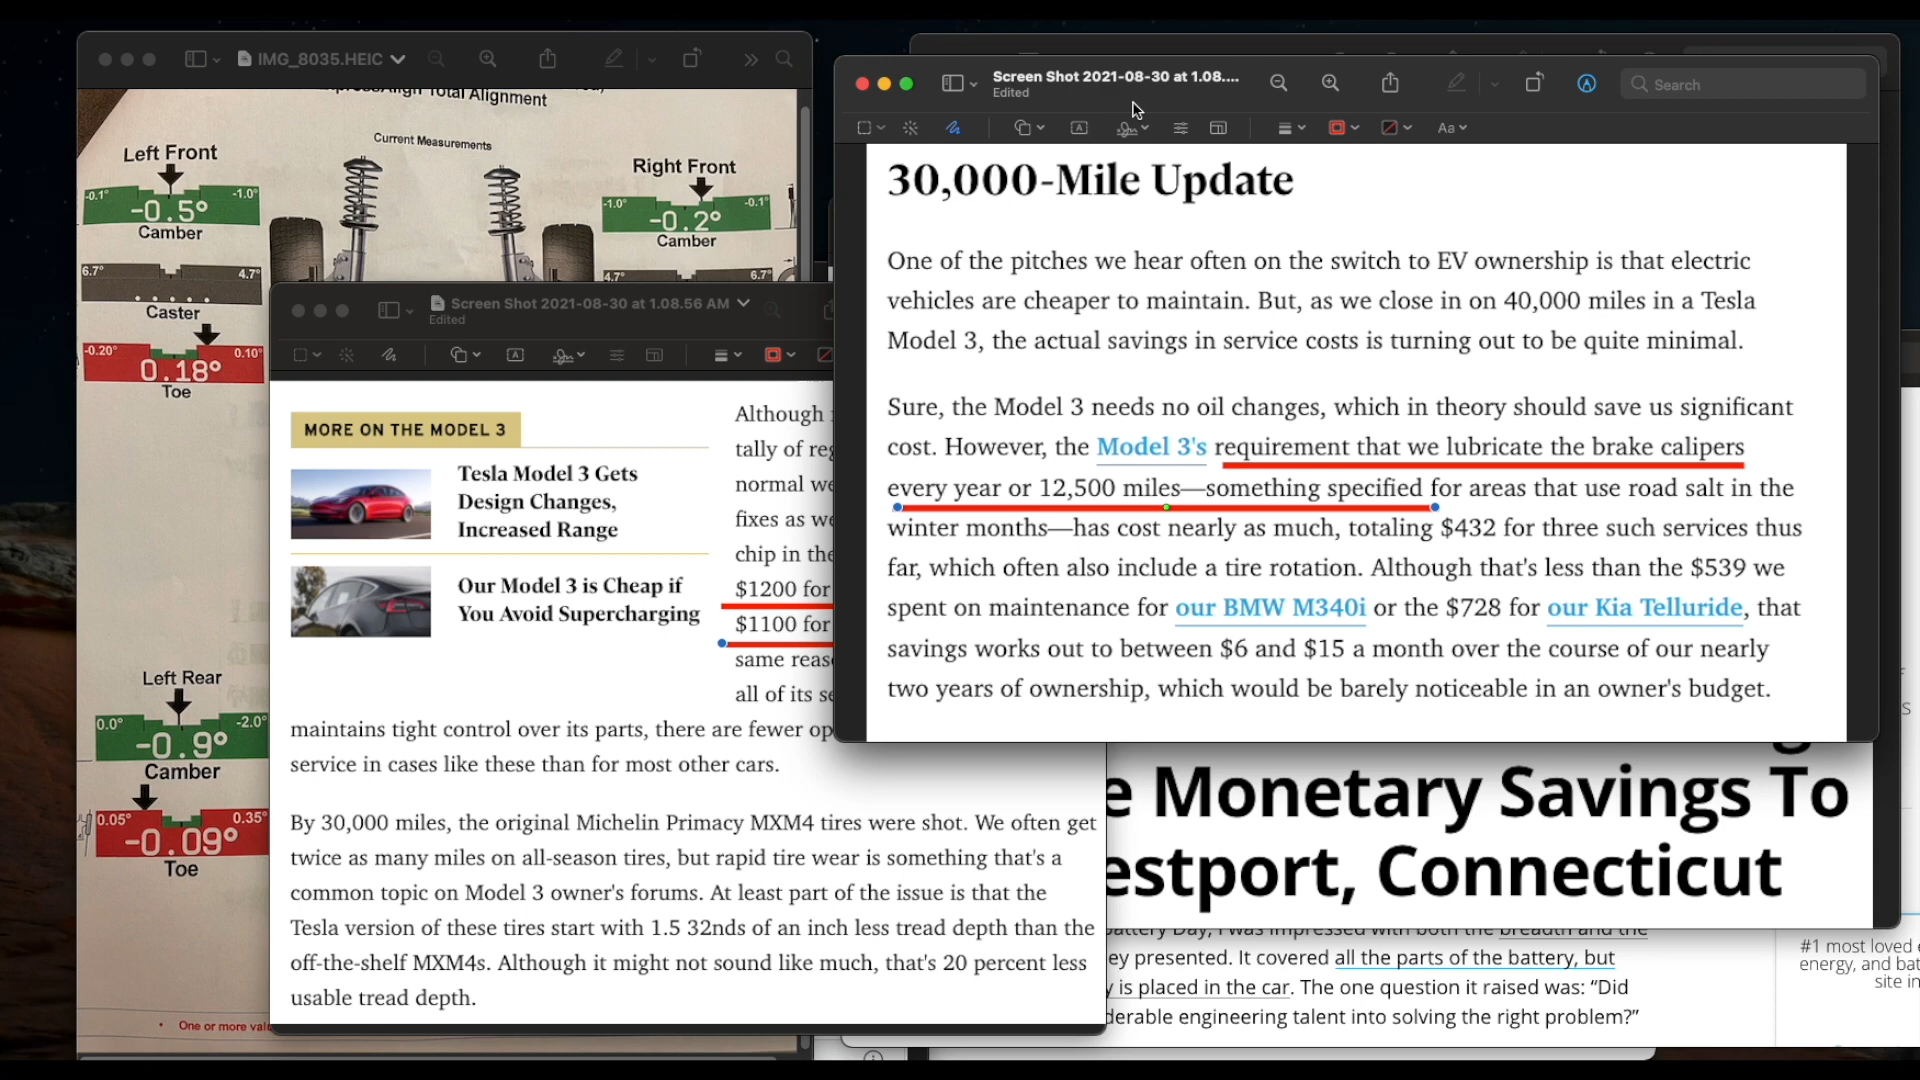 IMG_8035.HEIC
Total Alignment
Current Measurements
Left Front
-0.1° -1.0°
-0.5°
Camber
6.7° 4.7°
Caster
-0.20° 0.10°
0.18°
Toe
Right Front
-1.0° -0.1°
-0.2°
Camber
4.7° 6.7°
Left Rear
0.0° -2.0°
-0.9°
Camber
0.05° 0.35°
-0.09°
Toe
• One or more
Screen Shot 2021-08-30 at 1.08.56 AM
Edited
A
MORE ON THE MODEL 3
Tesla Model 3 Gets
Design Changes,
Increased Range
Our Model 3 is Cheap if
You Avoid Supercharging
Although
tally of
normal
fixes as
chip in the
$1200 for
$1100 for
same
all of its
maintains tight control over its parts, there are fewer
service in cases like these than for most other cars.
By 30,000 miles, the original Michelin Primacy MXM4 tires were shot. We often get
twice as many miles on all-season tires, but rapid tire wear is something that's a
common topic on Model 3 owner's forums. At least part of the issue is that the
Tesla version of these tires start with 1.5 32nds of an inch less tread depth than the
off-the-shelf MXM4s. Although it might not sound like much, that's 20 percent less
usable tread depth.
Screen Shot 2021-08-30 at 1.08....
Edited
Search
A
Aa
30,000-Mile Update
One of the pitches we hear often on the switch to EV ownership is that electric
vehicles are cheaper to maintain. But, as we close in on 40,000 miles in a Tesla
Model 3, the actual savings in service costs is turning out to be quite minimal.
Sure, the Model 3 needs no oil changes, which in theory should save us significant
cost. However, the Model 3's requirement that we lubricate the brake calipers
every year or 12,500 miles—something specified for areas that use road salt in the
winter months—has cost nearly as much, totaling $432 for three such services thus
far, which often also include a tire rotation. Although that's less than the $539 we
spent on maintenance for our BMW M340i or the $728 for our Kia Telluride, that
savings works out to between $6 and $15 a month over the course of our nearly
two years of ownership, which would be barely noticeable in an owner's budget.
e Monetary Savings To
estport, Connecticut
Battery Day, I was impressed with both the breadth and the
ey presented. It covered all the parts of the battery, but
y is placed in the car. The one question it raised was: “Did
derable engineering talent into solving the right problem?”
#1 most loved
energy, and
site in